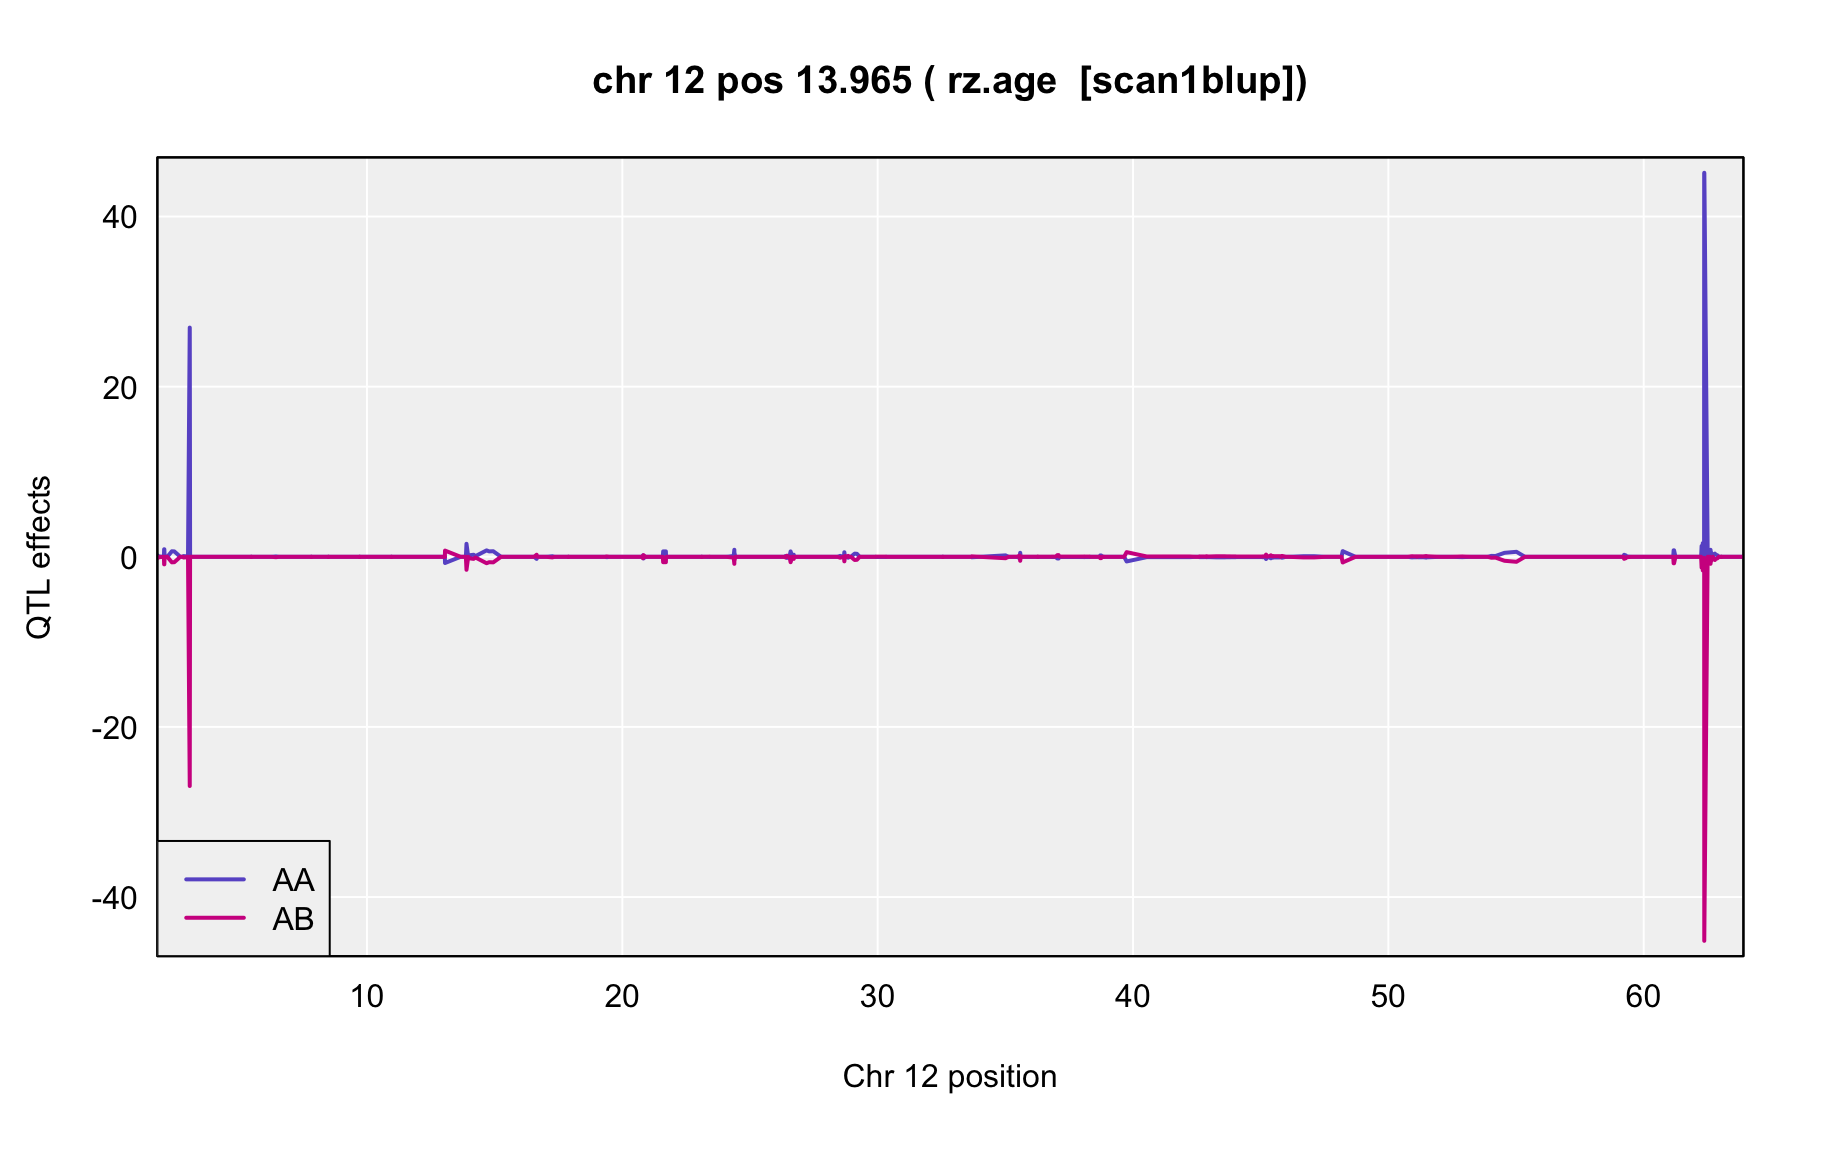 chr 12 pos 13.965 ( rz.age  [scan1blup])
QTL effects
40
20
0
-20
-40
AA
AB
10 20 30 40 50 60
Chr 12 position